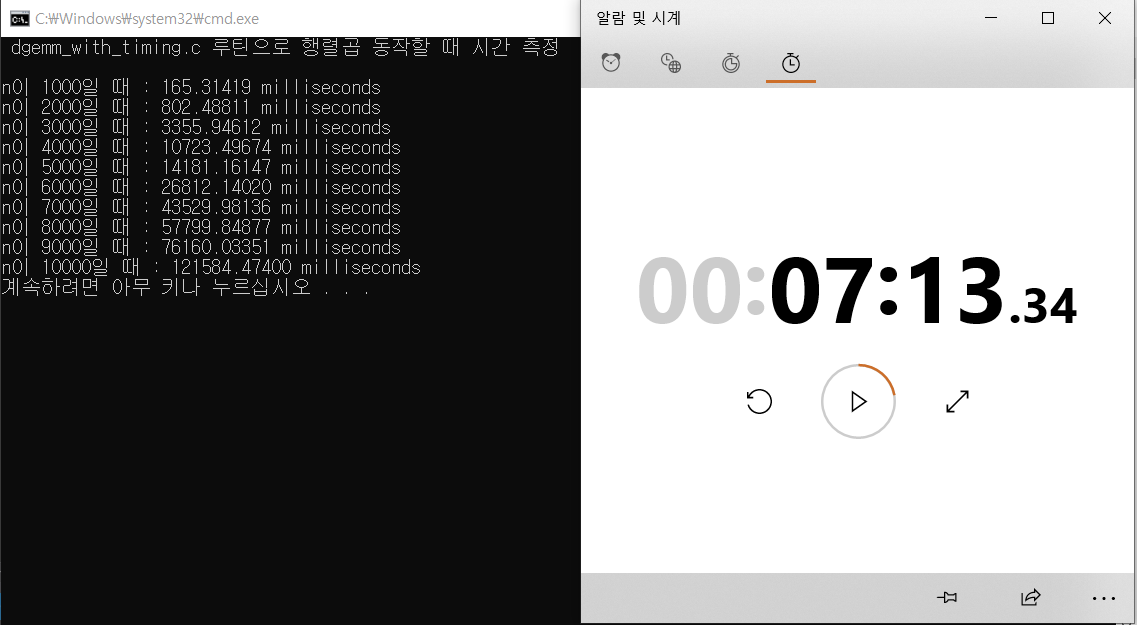 C:\Windows\system32\cmd.exe
dgemm_with_timing.c 루틴으로 행렬곱 동작할 때 시간 측정
n이 1000일 때 : 165.31419 milliseconds
n이 2000일 때 : 802.48811 milliseconds
n이 3000일 때 : 3355.94612 milliseconds
n이 4000일 때 : 10723.49674 milliseconds
n이 5000일 때 : 14181.16147 milliseconds
n이 6000일 때 : 26812.14020 milliseconds
n이 7000일 때 : 43529.98136 milliseconds
n이 8000일 때 : 57799.84877 milliseconds
n이 9000일 때 : 76160.03351 milliseconds
n이 10000일 때 : 121584.47400 milliseconds
계속하려면 아무 키나 누르십시오 . . .
알람 및 시계
00:07:13.34